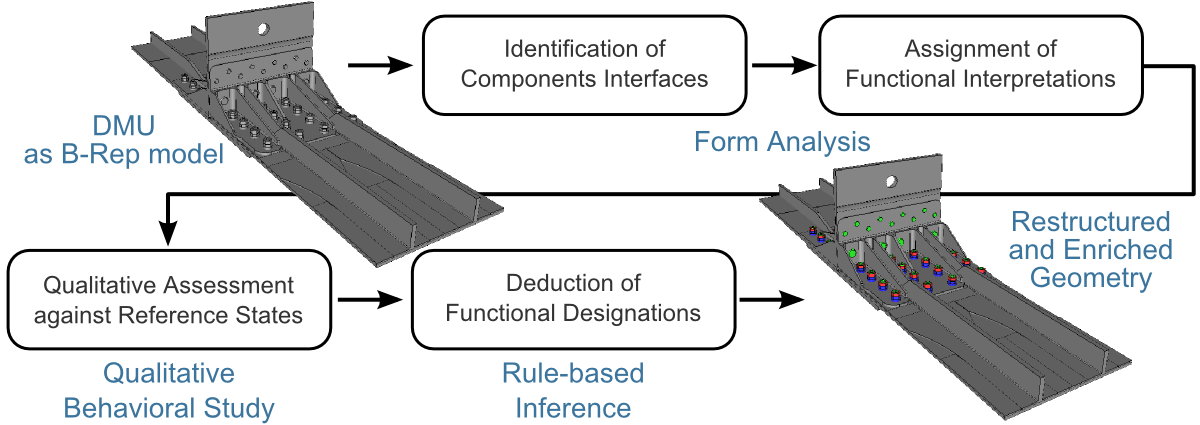 Identification of
Components Interfaces
Assignment of
Functional Interpretations
DMU
as B-Rep model
Form Analysis
Restructured
and Enriched
Geometry
Qualitative Assessment
against Reference States
Deduction of
Functional Designations
Qualitative
Behavioral Study
Rule-based
Inference